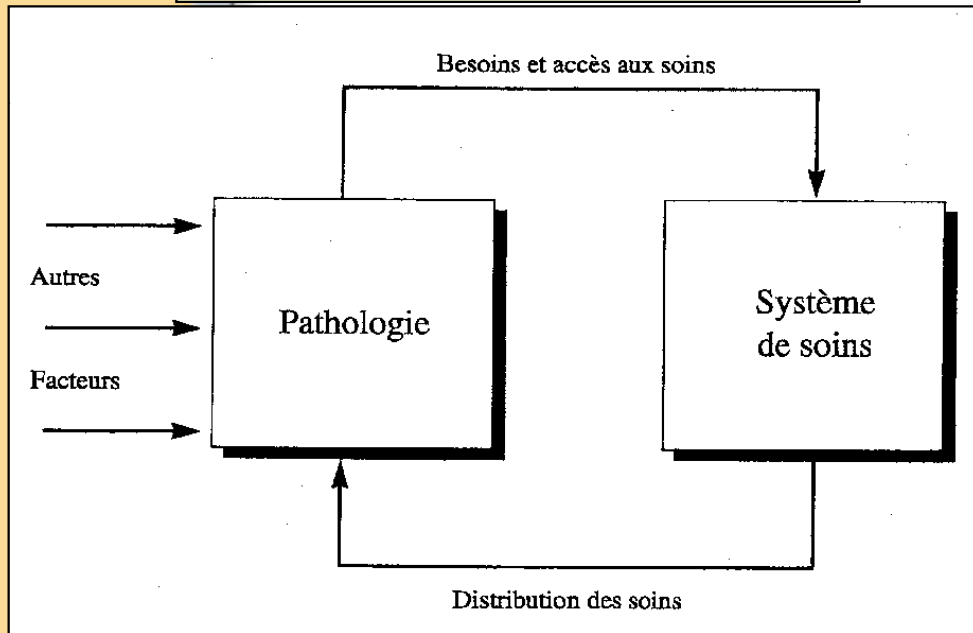 Besoins et accès aux soins
Autres
Facteurs
Pathologie
Système
de soins
Distribution des soins